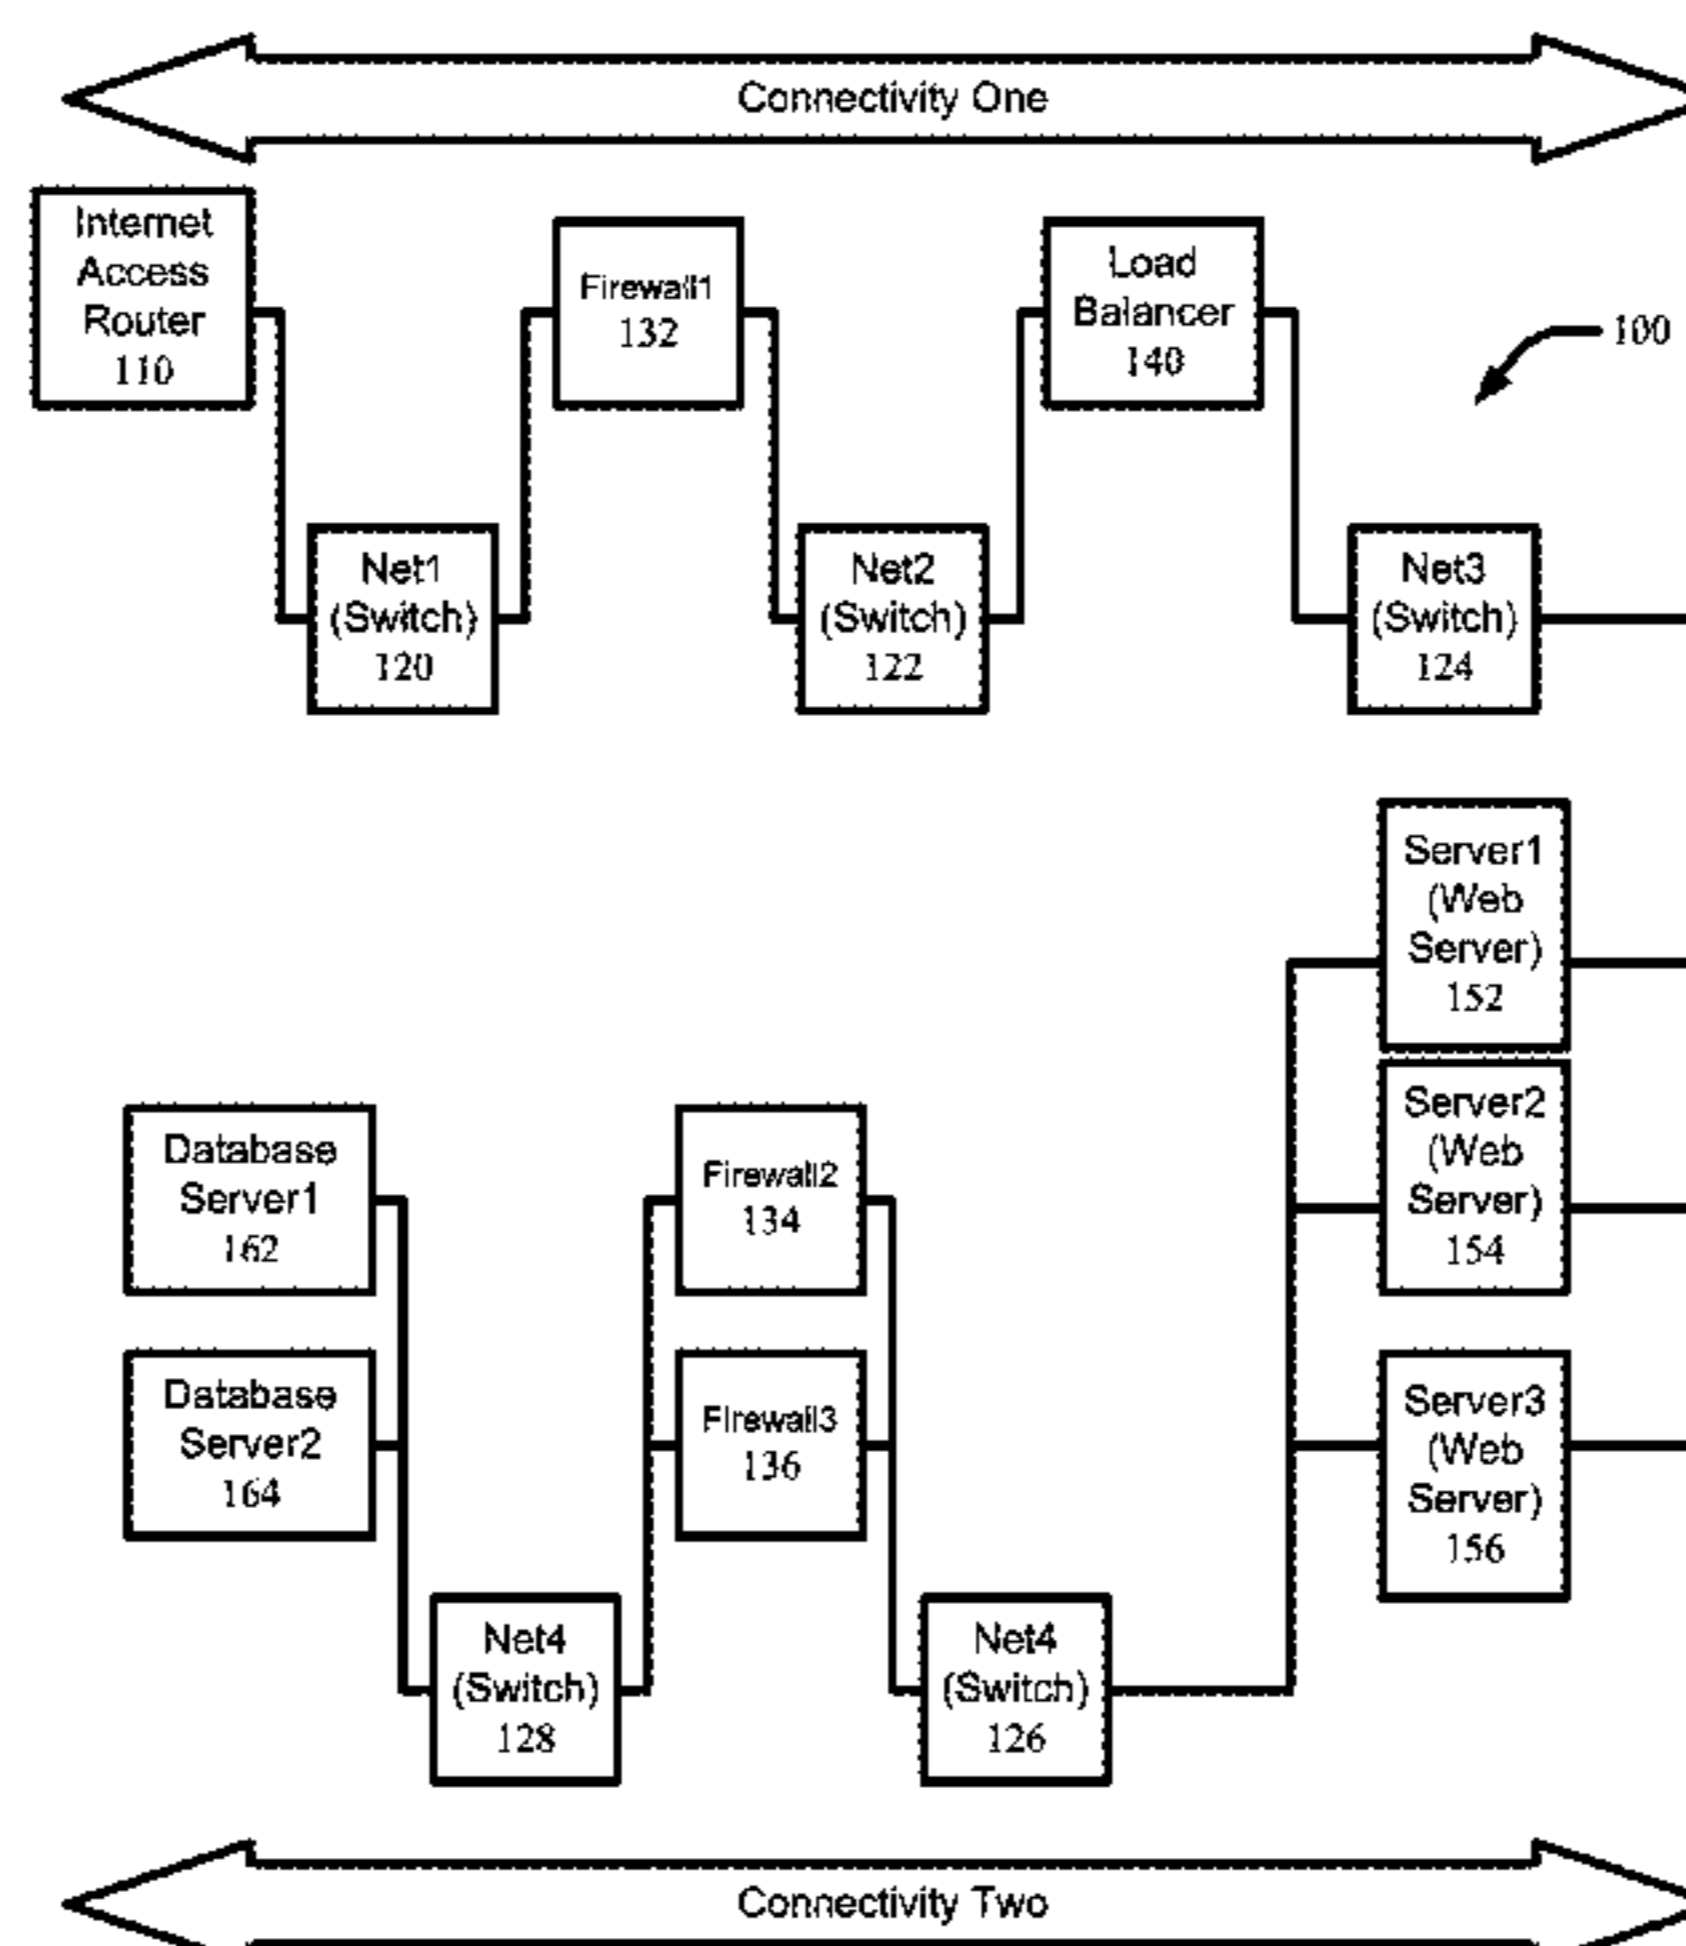 Connectivity One
Internet
Access
Router
110
Firewall1
132
Load
Balancer
140
100
Net1
(Switch)
120
Net2
(Switch)
122
Net3
(Switch)
124
Server1
(Web
Server)
152
Server2
(Web
Server)
154
Database
Server1
162
Firewall2
134
Database
Server2
164
Firewall3
136
Server3
(Web
Server)
156
Net4
(Switch)
128
Net4
(Switch)
126
Connectivity Two